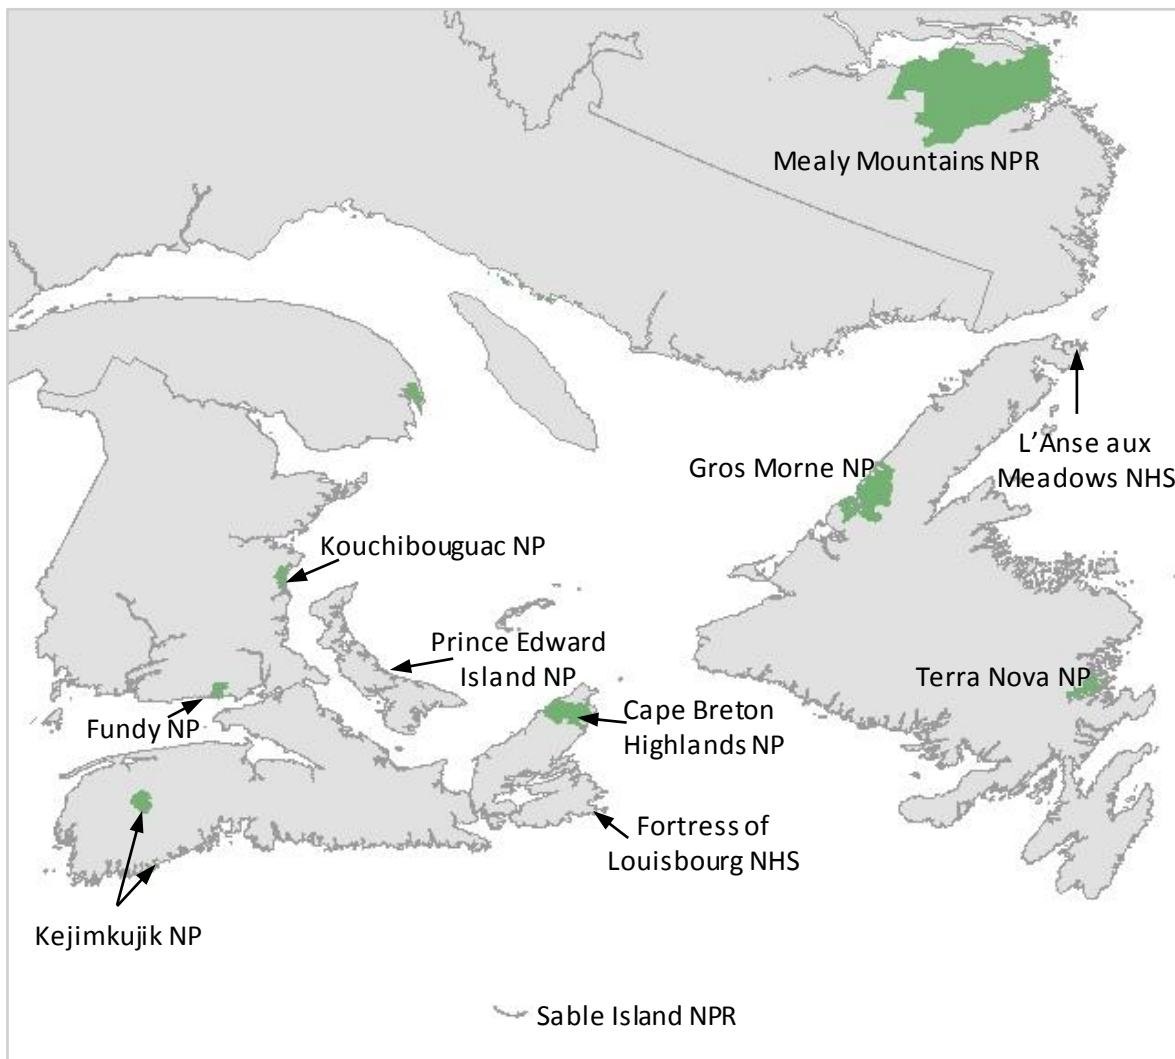 Mealy Mountains NPR
L’Anse aux
Meadows NHS
Gros Morne NP
Kouchibouguac NP
Prince Edward
Island NP
Terra Nova NP
Fundy NP
Cape Breton
Highlands NP
Fortress of
Louisbourg NHS
Kejimkujik NP
Sable Island NPR